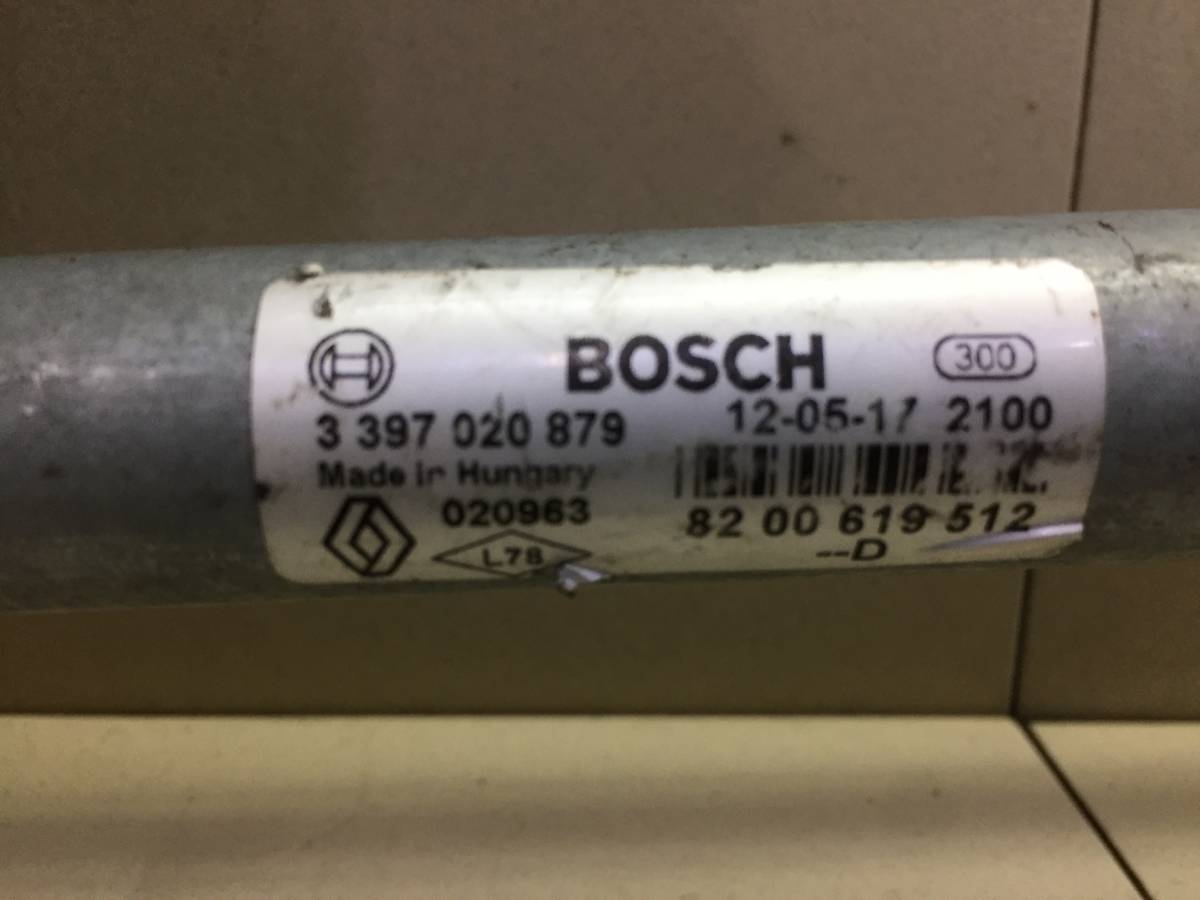 BOSCH 300
3 397 020 879 12-05-17 2100
Made in Hungary
020963 82 00 619 512
L78 --D